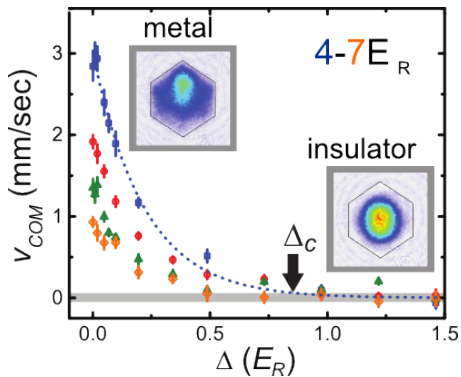 metal
4-7E_R
insulator
Δ_C
v_COM (mm/sec)
3
2
1
0
0.0
0.5
1.0
1.5
Δ (E_R)